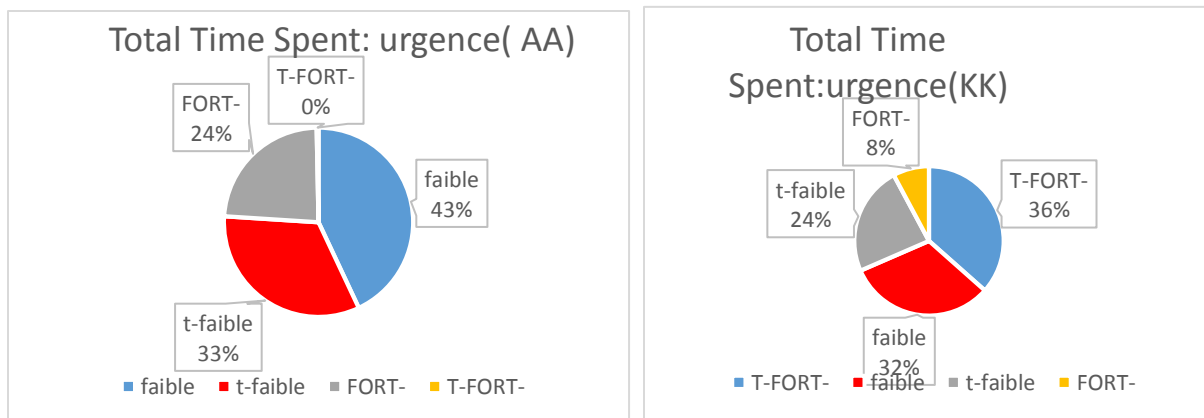 Total Time Spent: urgence( AA)
T-FORT-
0%
FORT-
24%
faible
43%
t-faible
33%
faible t-faible FORT- T-FORT-
Total Time
Spent:urgence(KK)
FORT-
8%
T-FORT-
36%
t-faible
24%
faible
32%
T-FORT- faible t-faible FORT-